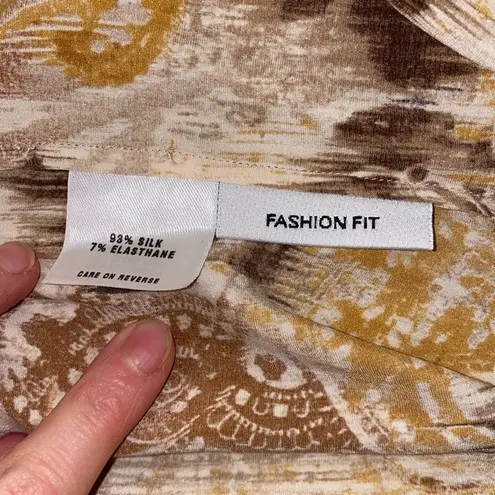 93% SILK
7% ELASTHANE
CARE ON REVERSE
FASHION FIT